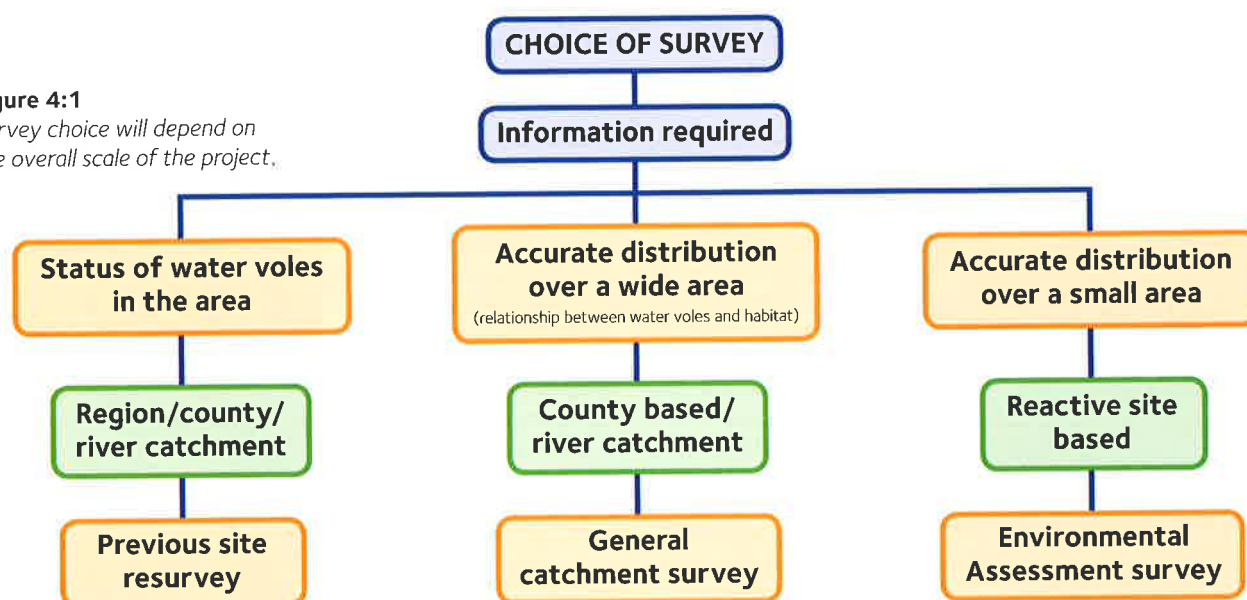 CHOICE OF SURVEY
gure 4:1
rvey choice will depend on
e overall scale of the project.
Information required
Status of water voles
in the area
Accurate distribution
over a wide area
(relationship between water voles and habitat)
Accurate distribution
over a small area
Region/county/
river catchment
County based/
river catchment
Reactive site
based
Previous site
resurvey
General
catchment survey
Environmental
Assessment survey